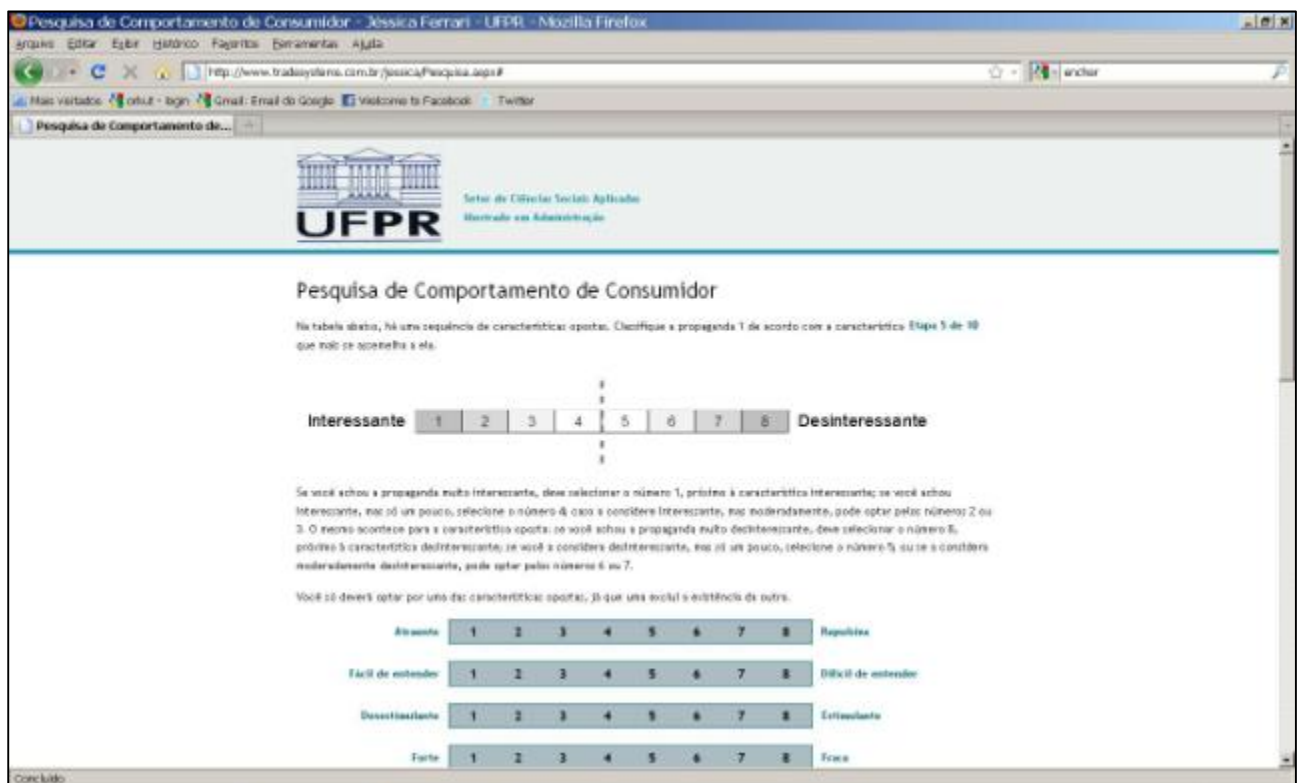 Pesquisa de Comportamento de Consumidor - Jéssica Ferrari - UFPR - Mozilla Firefox
Arquivo Editar Exibir Histórico Favoritos Ferramentas Ajuda
http://www.tradesystems.com.br/jessica/Pesquisa.aspx#
Mais visitados orkut - login Gmail: Email do Google Welcome to Facebook Twitter
Pesquisa de Comportamento de...
UFPR
Setor de Ciências Sociais Aplicadas
Mestrado em Administração
Pesquisa de Comportamento de Consumidor
Na tabela abaixo, há uma sequência de características opostas. Classifique a propaganda 1 de acordo com a característica Etapa 5 de 10
que mais se assemelha a ela.
Interessante 1 2 3 4 5 6 7 8 Desinteressante
Se você achou a propaganda muito interessante, deve selecionar o número 1, próximo à característica interessante; se você achou
interessante, mas só um pouco, selecione o número 4; caso a considere interessante, mas moderadamente, pode optar pelos números 2 ou
3. O mesmo acontece para a característica oposta: se você achou a propaganda muito desinteressante, deve selecionar o número 8,
próximo à característica desinteressante; se você a considera desinteressante, mas só um pouco, selecione o número 5; ou se a considera
moderadamente desinteressante, pode optar pelos números 6 ou 7.
Você só deverá optar por uma das características opostas, já que uma exclui a existência da outra.
Atraente 1 2 3 4 5 6 7 8 Repulsiva
Fácil de entender 1 2 3 4 5 6 7 8 Difícil de entender
Desestimulante 1 2 3 4 5 6 7 8 Estimulante
Forte 1 2 3 4 5 6 7 8 Fraca
Concluído